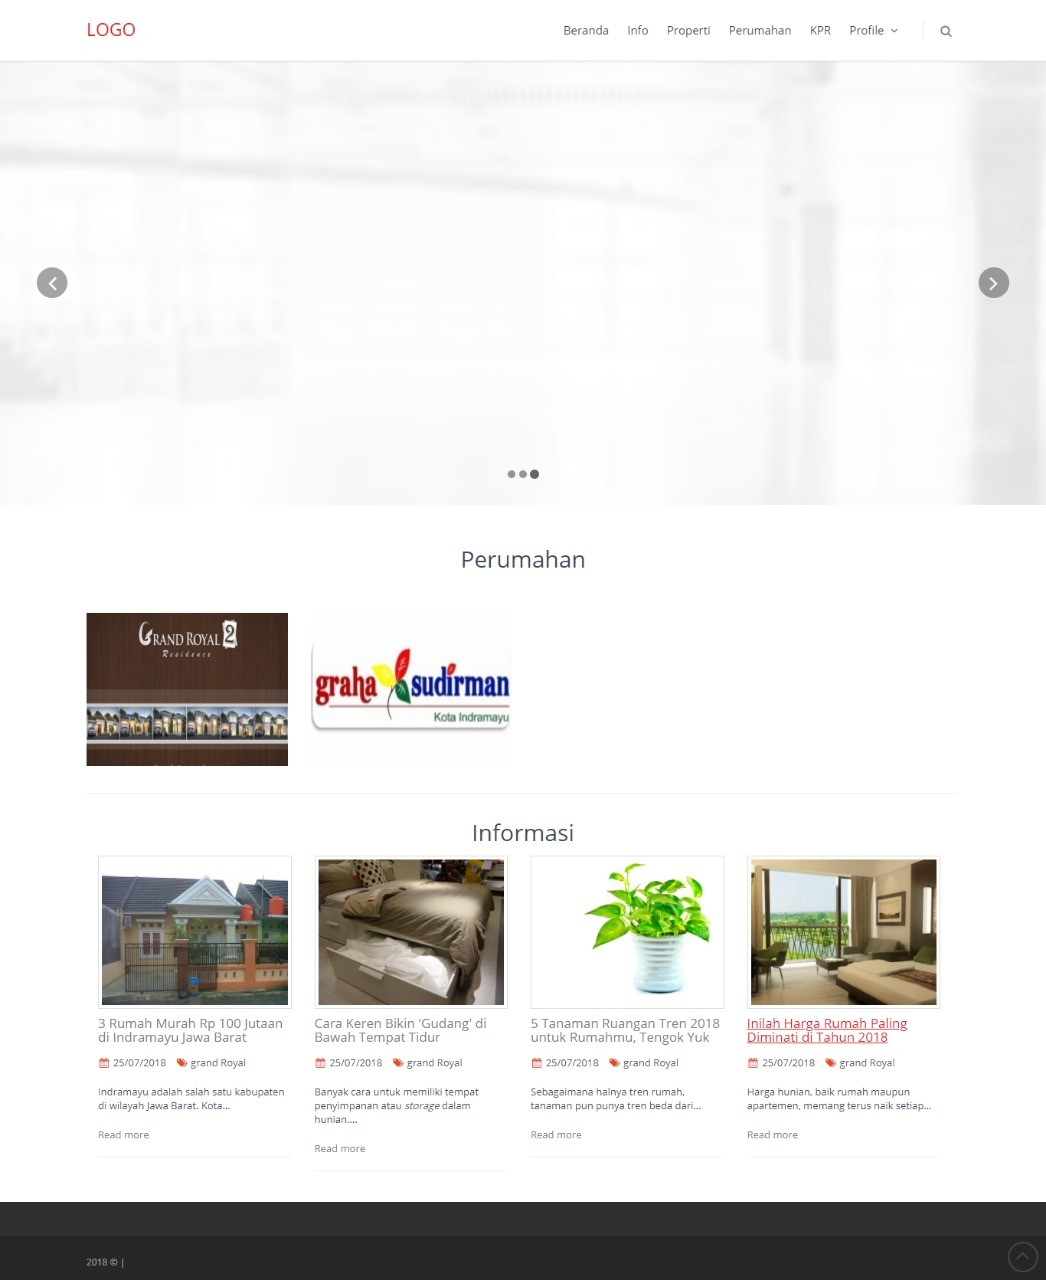 LOGO
Beranda Info Properti Perumahan KPR Profile
Perumahan
GRAND ROYAL 2
Residence
graha sudirman
Kota Indramayu
Informasi
3 Rumah Murah Rp 100 Jutaan
di Indramayu Jawa Barat
25/07/2018 grand Royal
Indramayu adalah salah satu kabupaten
di wilayah Jawa Barat. Kota...
Read more
Cara Keren Bikin 'Gudang' di
Bawah Tempat Tidur
25/07/2018 grand Royal
Banyak cara untuk memiliki tempat
penyimpanan atau storage dalam
hunian....
Read more
5 Tanaman Ruangan Tren 2018
untuk Rumahmu, Tengok Yuk
25/07/2018 grand Royal
Sebagaimana halnya tren rumah,
tanaman pun punya tren beda dari...
Read more
Inilah Harga Rumah Paling
Diminati di Tahun 2018
25/07/2018 grand Royal
Harga hunian, baik rumah maupun
apartemen, memang terus naik setiap...
Read more
2018 © |